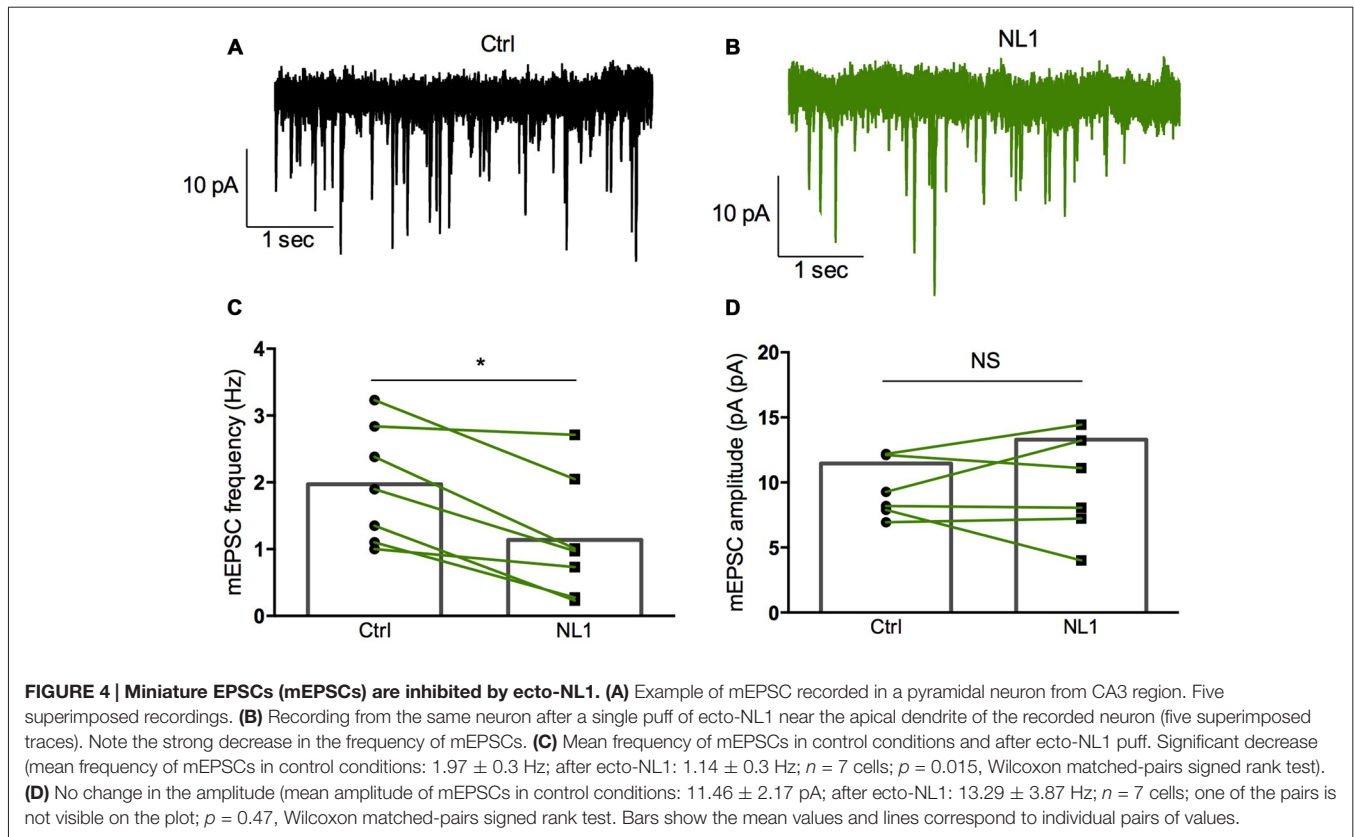 A
Ctrl
10 pA
1 sec
B
NL1
10 pA
1 sec
C
4
3
2
1
0
mEPSC frequency (Hz)
*
Ctrl
NL1
D
20
15
10
5
0
mEPSC amplitude (pA (pA)
NS
Ctrl
NL1
FIGURE 4 | Miniature EPSCs (mEPSCs) are inhibited by ecto-NL1. (A) Example of mEPSC recorded in a pyramidal neuron from CA3 region. Five
superimposed recordings. (B) Recording from the same neuron after a single puff of ecto-NL1 near the apical dendrite of the recorded neuron (five superimposed
traces). Note the strong decrease in the frequency of mEPSCs. (C) Mean frequency of mEPSCs in control conditions and after ecto-NL1 puff. Significant decrease
(mean frequency of mEPSCs in control conditions: 1.97 ± 0.3 Hz; after ecto-NL1: 1.14 ± 0.3 Hz; n = 7 cells; p = 0.015, Wilcoxon matched-pairs signed rank test).
(D) No change in the amplitude (mean amplitude of mEPSCs in control conditions: 11.46 ± 2.17 pA; after ecto-NL1: 13.29 ± 3.87 Hz; n = 7 cells; one of the pairs is
not visible on the plot; p = 0.47, Wilcoxon matched-pairs signed rank test. Bars show the mean values and lines correspond to individual pairs of values.